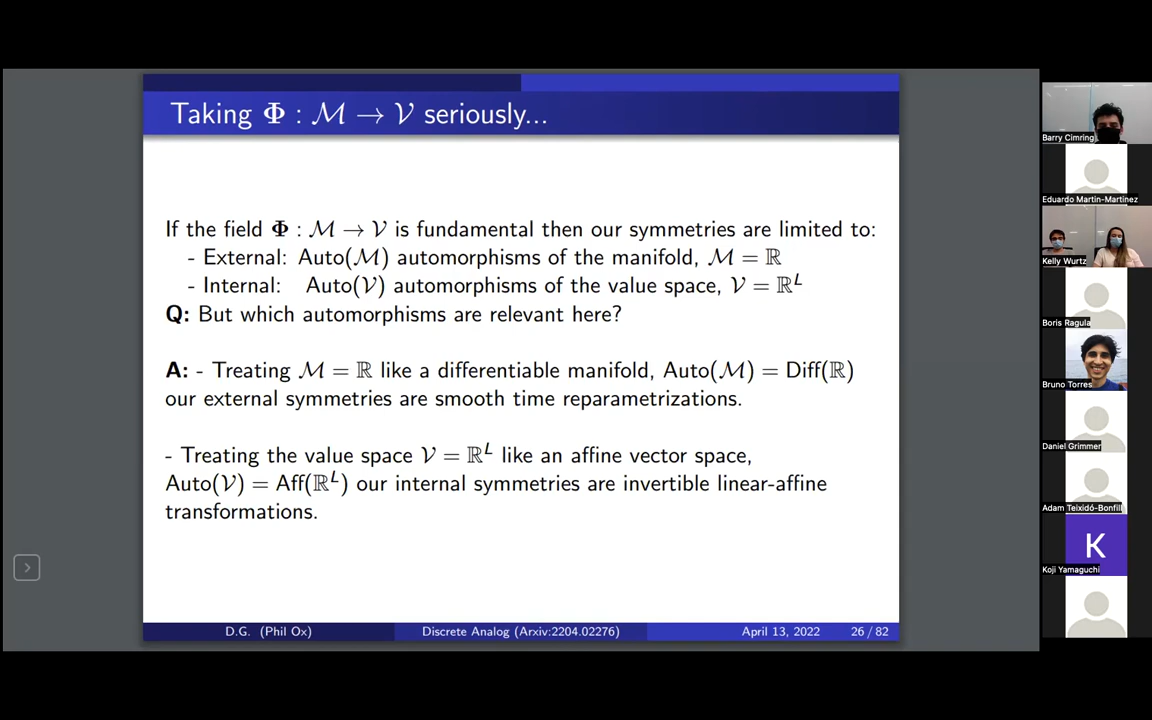 Taking Φ : ℳ → 𝒱 seriously...
If the field Φ : ℳ → 𝒱 is fundamental then our symmetries are limited to:
- External: Auto(ℳ) automorphisms of the manifold, ℳ = ℝ
- Internal: Auto(𝒱) automorphisms of the value space, 𝒱 = ℝᴸ
Q: But which automorphisms are relevant here?
A: - Treating ℳ = ℝ like a differentiable manifold, Auto(ℳ) = Diff(ℝ)
our external symmetries are smooth time reparametrizations.
- Treating the value space 𝒱 = ℝᴸ like an affine vector space,
Auto(𝒱) = Aff(ℝᴸ) our internal symmetries are invertible linear-affine
transformations.
D.G. (Phil Ox) Discrete Analog (Arxiv:2204.02276) April 13, 2022 26 / 82
Barry Cimring
Eduardo Martin-Martinez
Kelly Wurtz
Boris Ragula
Bruno Torres
Daniel Grimmer
Adam Teixidó-Bonfill
K
Koji Yamaguchi